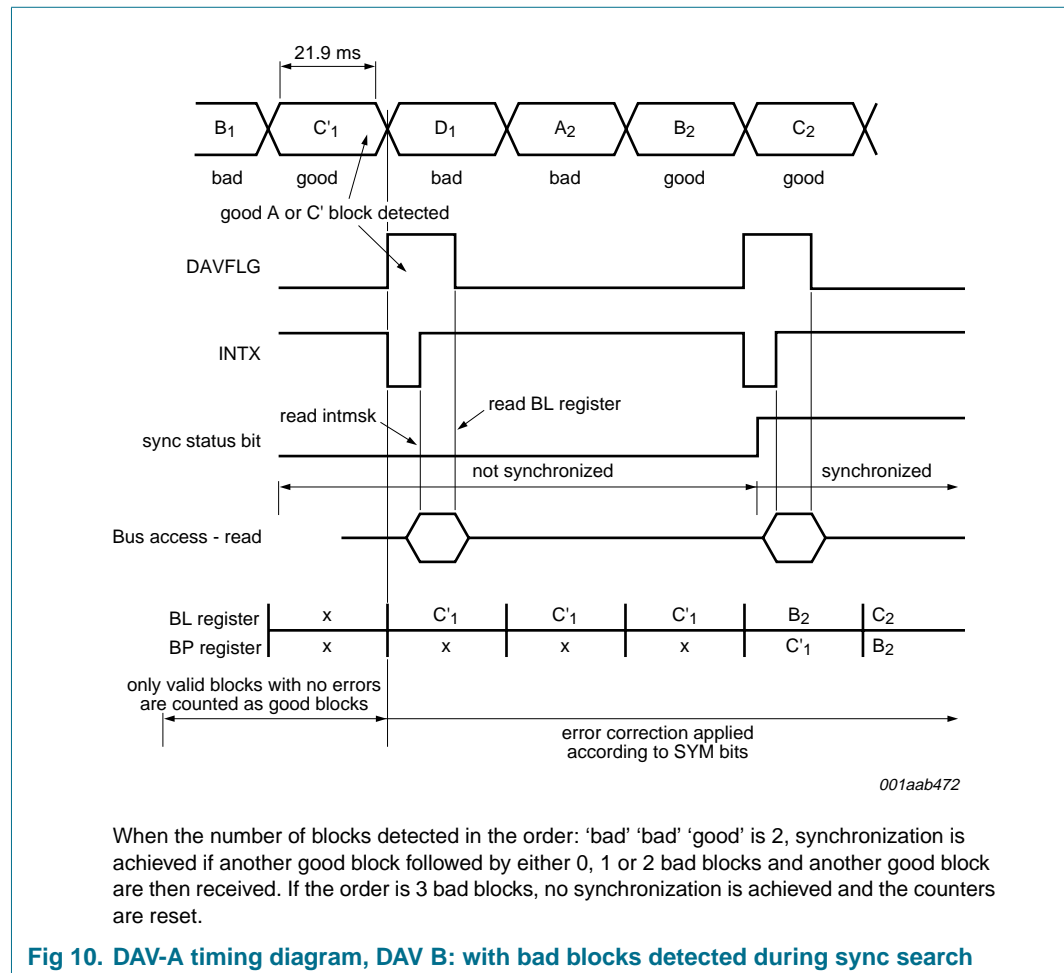 21.9 ms
B1 C'1 D1 A2 B2 C2
bad good bad bad good good
good A or C' block detected
DAVFLG
INTX
read intmsk
read BL register
sync status bit
not synchronized
synchronized
Bus access - read
BL register x C'1 C'1 C'1 B2 C2
BP register x x x x C'1 B2
only valid blocks with no errors
are counted as good blocks
error correction applied
according to SYM bits
001aab472
When the number of blocks detected in the order: ‘bad’ ‘bad’ ‘good’ is 2, synchronization is
achieved if another good block followed by either 0, 1 or 2 bad blocks and another good block
are then received. If the order is 3 bad blocks, no synchronization is achieved and the counters
are reset.
Fig 10. DAV-A timing diagram, DAV B: with bad blocks detected during sync search